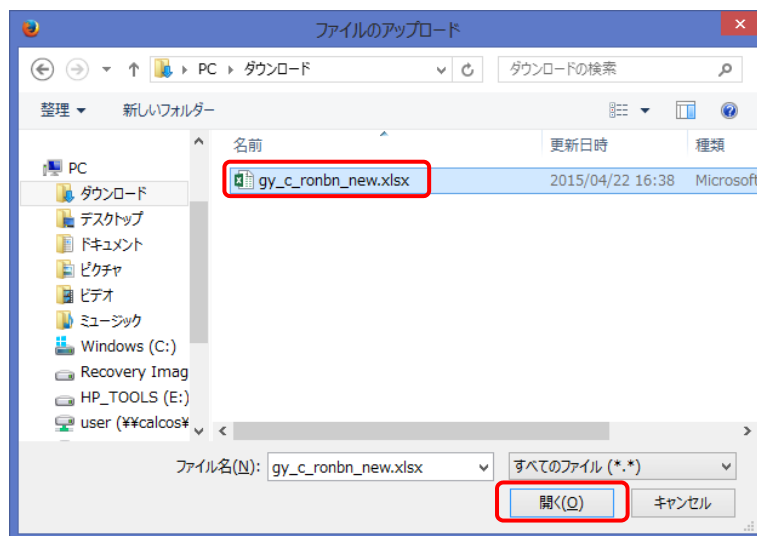 ファイルのアップロード
PC ダウンロード ダウンロードの検索
整理 新しいフォルダー
名前 更新日時 種類
PC
gy_c_ronbn_new.xlsx 2015/04/22 16:38 Microsoft
ダウンロード
デスクトップ
ドキュメント
ピクチャ
ビデオ
ミュージック
Windows (C:)
Recovery Imag
HP_TOOLS (E:)
user (¥¥calcos¥
ファイル名(N): gy_c_ronbn_new.xlsx すべてのファイル (*.*)
開く(O) キャンセル